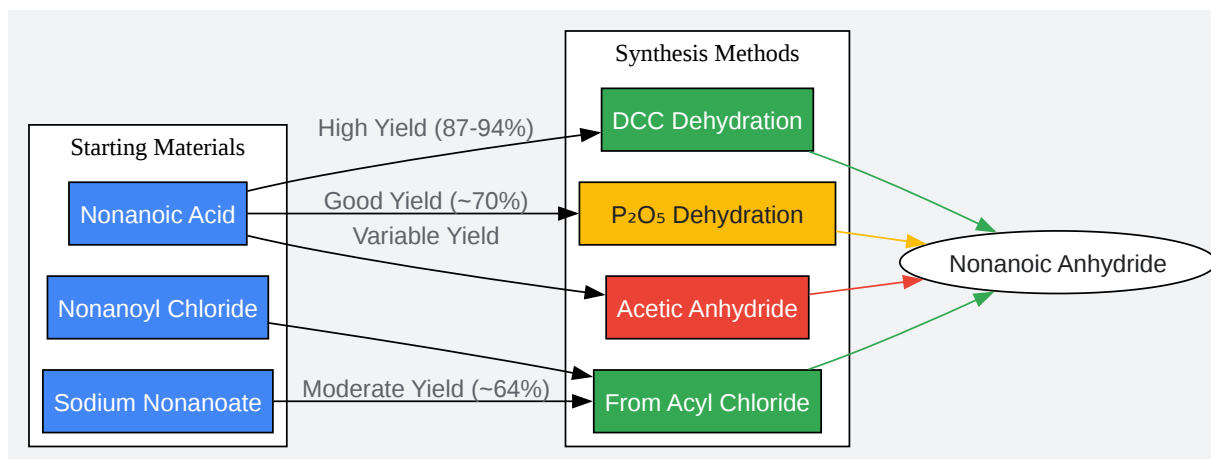 Starting Materials
Nonanoic Acid
Nonanoyl Chloride
Sodium Nonanoate
High Yield (87-94%)
Good Yield (~70%)
Variable Yield
Moderate Yield (~64%)
Synthesis Methods
DCC Dehydration
P₂O₅ Dehydration
Acetic Anhydride
From Acyl Chloride
Nonanoic Anhydride